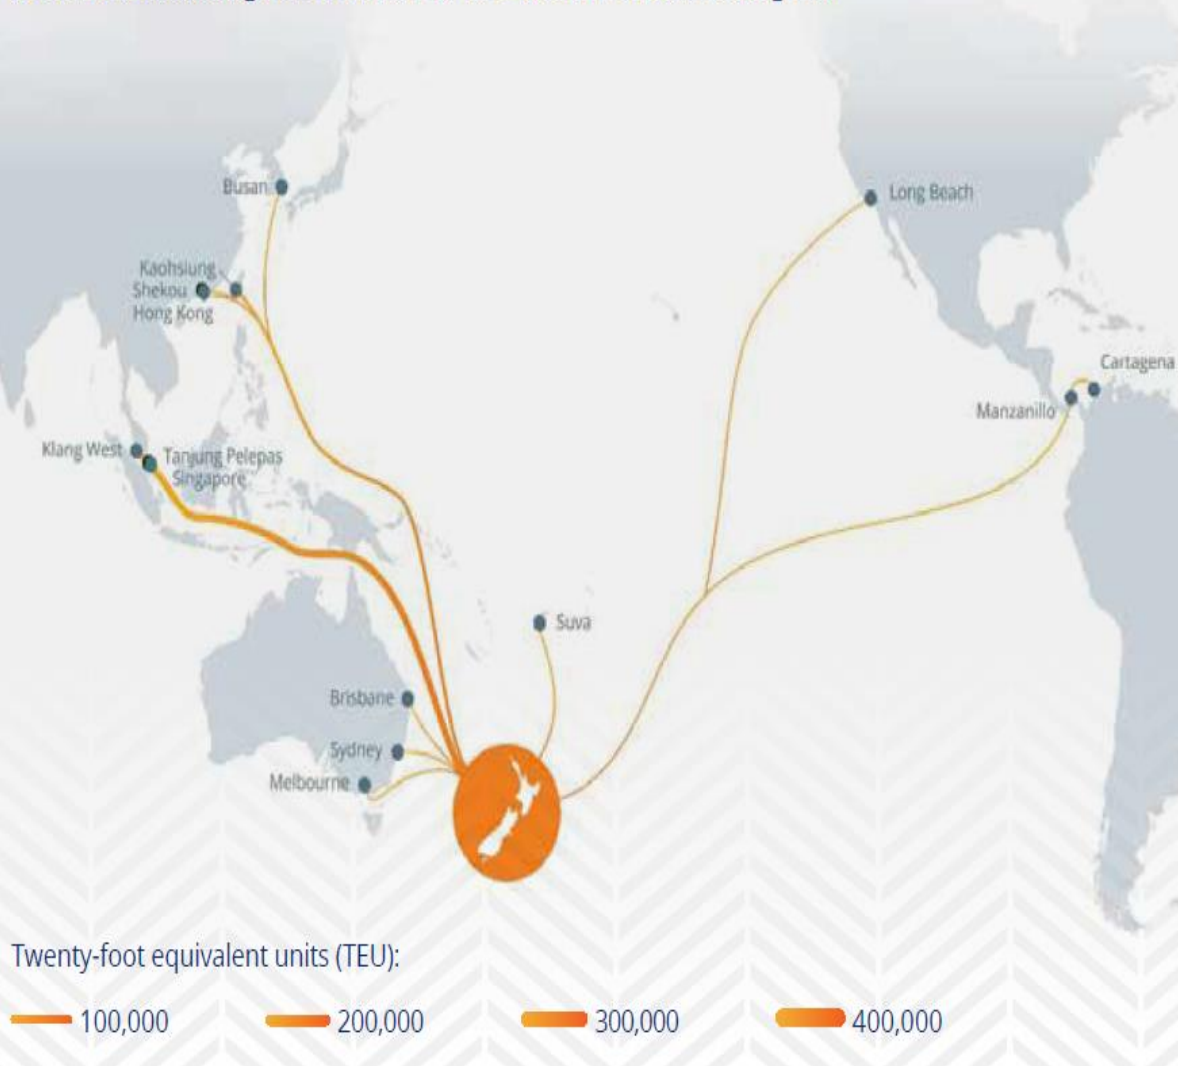 Busan
Long Beach
Kaohsiung
Shekou
Hong Kong
Cartagena
Manzanillo
Klang West
Tanjung Pelepas
Singapore
Suva
Brisbane
Sydney
Melbourne
Twenty-foot equivalent units (TEU):
100,000
200,000
300,000
400,000